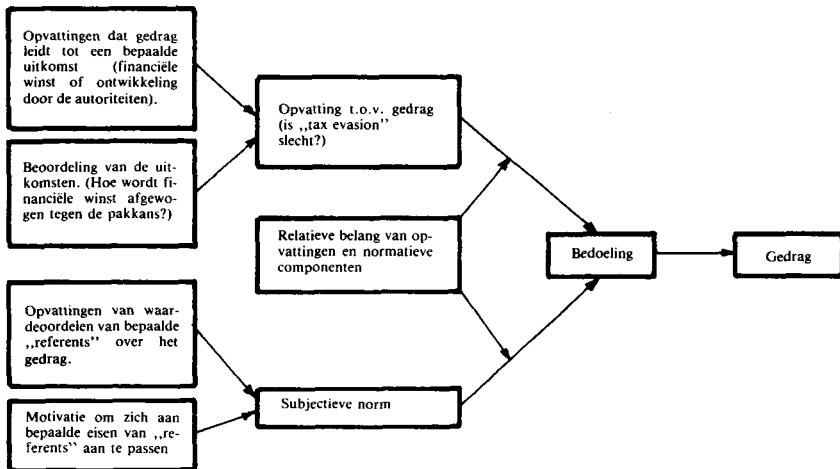 Opvattingen dat gedrag
leidt tot een bepaalde
uitkomst (financiële
winst of ontwikkeling
door de autoriteiten).
Beoordeling van de uit-
komsten. (Hoe wordt fi-
nanciële winst afgewo-
gen tegen de pakkans?)
Opvatting t.o.v. gedrag
(is ,,tax evasion”
slecht?)
Relatieve belang van op-
vattingen en normatieve
componenten
Bedoeling
Gedrag
Opvattingen van waar-
deoordelen van bepaalde
,,referents” over het
gedrag.
Motivatie om zich aan
bepaalde eisen van ,,re-
ferents” aan te passen
Subjectieve norm